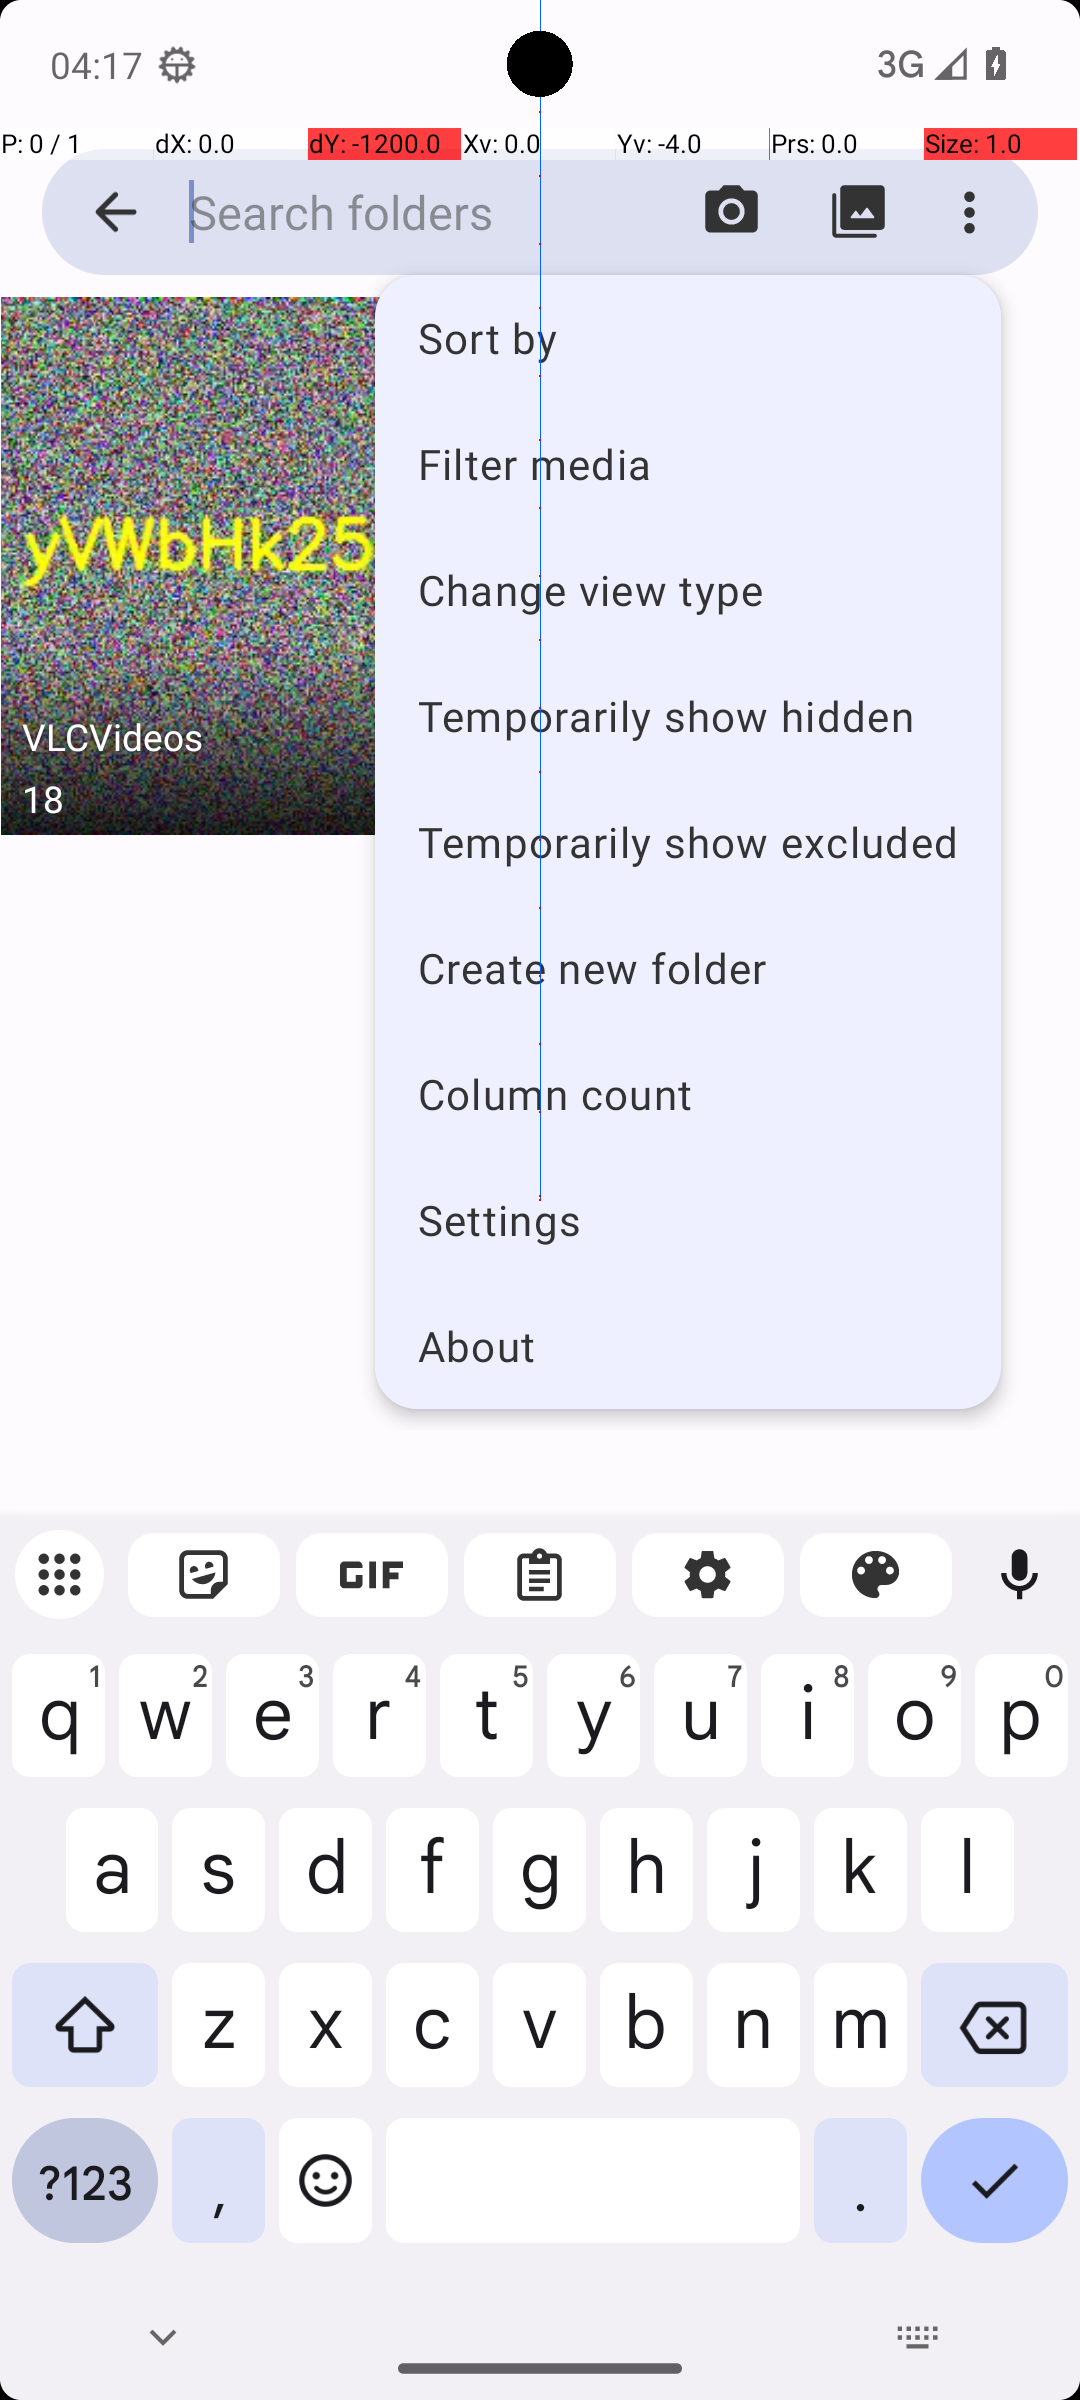 04:17
3G
P: 0 / 1
dX: 0.0
dY: -1200.0
Xv: 0.0
Yv: -4.0
Prs: 0.0
Size: 1.0
Search folders
Sort by
Filter media
Change view type
Temporarily show hidden
Temporarily show excluded
Create new folder
Column count
Settings
About
yVWbHk25
VLCVideos
18
GIF
q 1 w 2 e 3 r 4 t 5 y 6 u 7 i 8 o 9 p 0
a s d f g h j k l
z x c v b n m
?123 , .